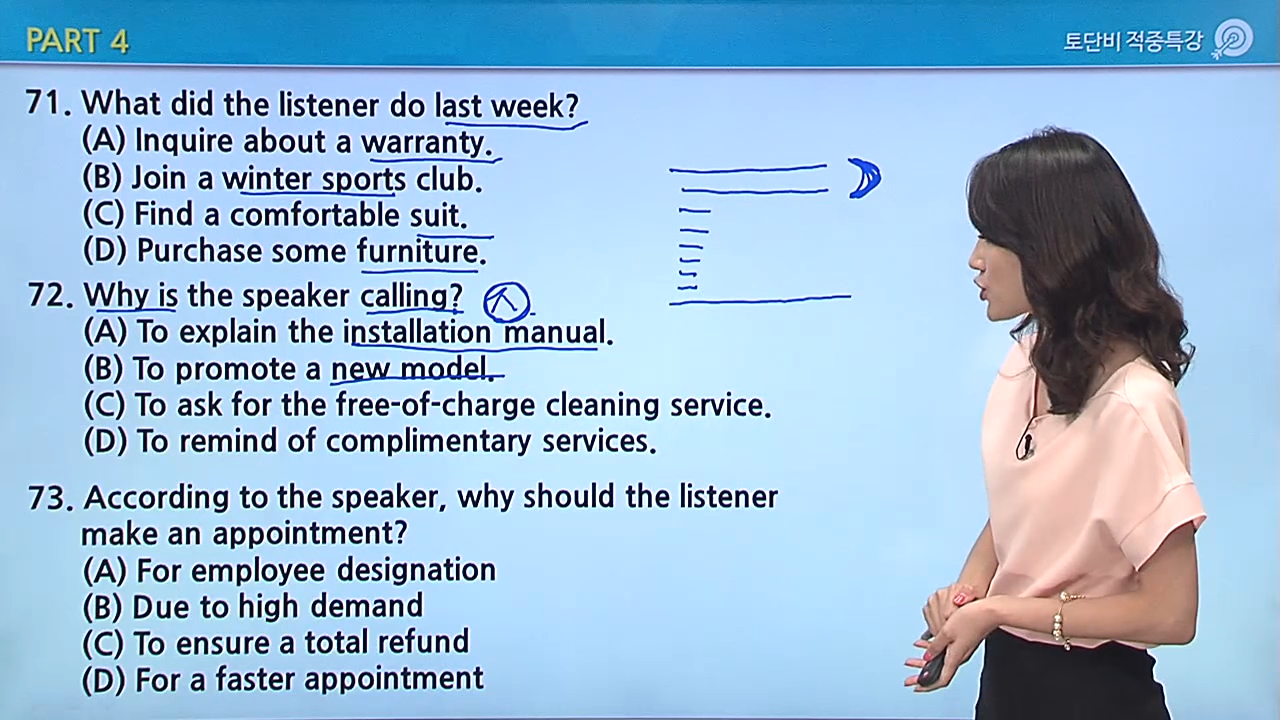 PART 4
토단비 적중특강
71. What did the listener do last week?
(A) Inquire about a warranty.
(B) Join a winter sports club.
(C) Find a comfortable suit.
(D) Purchase some furniture.
72. Why is the speaker calling?
(A) To explain the installation manual.
(B) To promote a new model.
(C) To ask for the free-of-charge cleaning service.
(D) To remind of complimentary services.
73. According to the speaker, why should the listener
make an appointment?
(A) For employee designation
(B) Due to high demand
(C) To ensure a total refund
(D) For a faster appointment